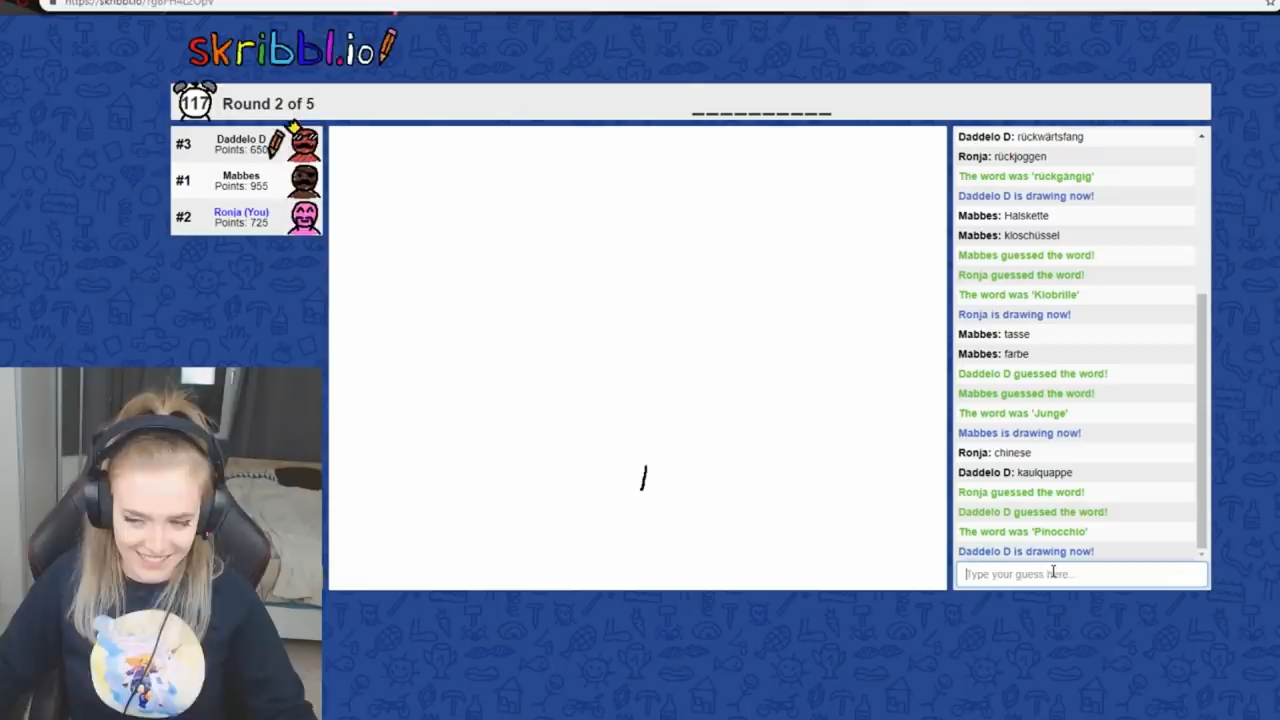 skribbl.io
117
Round 2 of 5
__________
#3
Daddelo D
Points: 650
#1
Mabbes
Points: 955
#2
Ronja (You)
Points: 725
Daddelo D: rückwärtsfang
Ronja: rückjoggen
The word was 'rückgängig'
Daddelo D is drawing now!
Mabbes: Halskette
Mabbes: kloschüssel
Mabbes guessed the word!
Ronja guessed the word!
The word was 'Klobrille'
Ronja is drawing now!
Mabbes: tasse
Mabbes: farbe
Daddelo D guessed the word!
Mabbes guessed the word!
The word was 'Junge'
Mabbes is drawing now!
Ronja: chinese
Daddelo D: kaulquappe
Ronja guessed the word!
Daddelo D guessed the word!
The word was 'Pinocchio'
Daddelo D is drawing now!
Type your guess here...